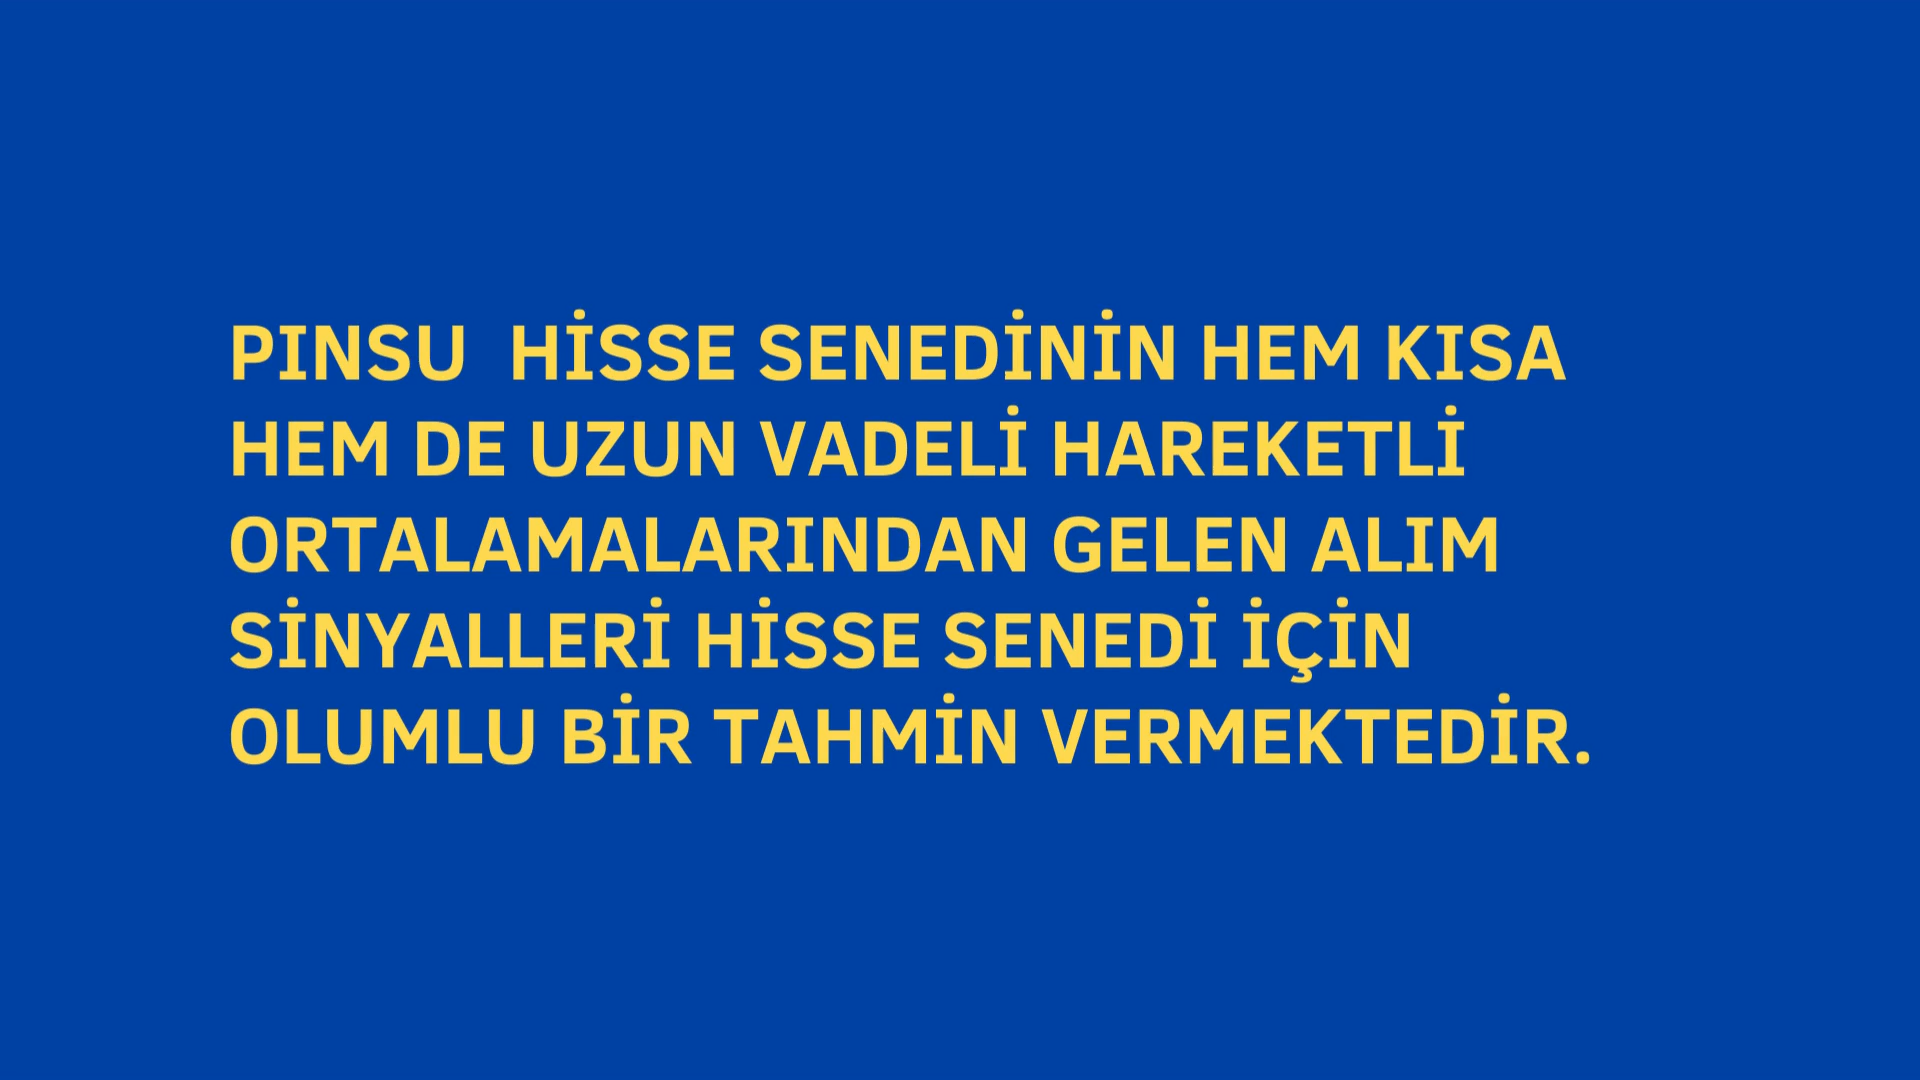 PINSU  HİSSE SENEDİNİN HEM KISA
HEM DE UZUN VADELİ HAREKETLİ
ORTALAMALARINDAN GELEN ALIM
SİNYALLERİ HİSSE SENEDİ İÇİN
OLUMLU BİR TAHMİN VERMEKTEDİR.